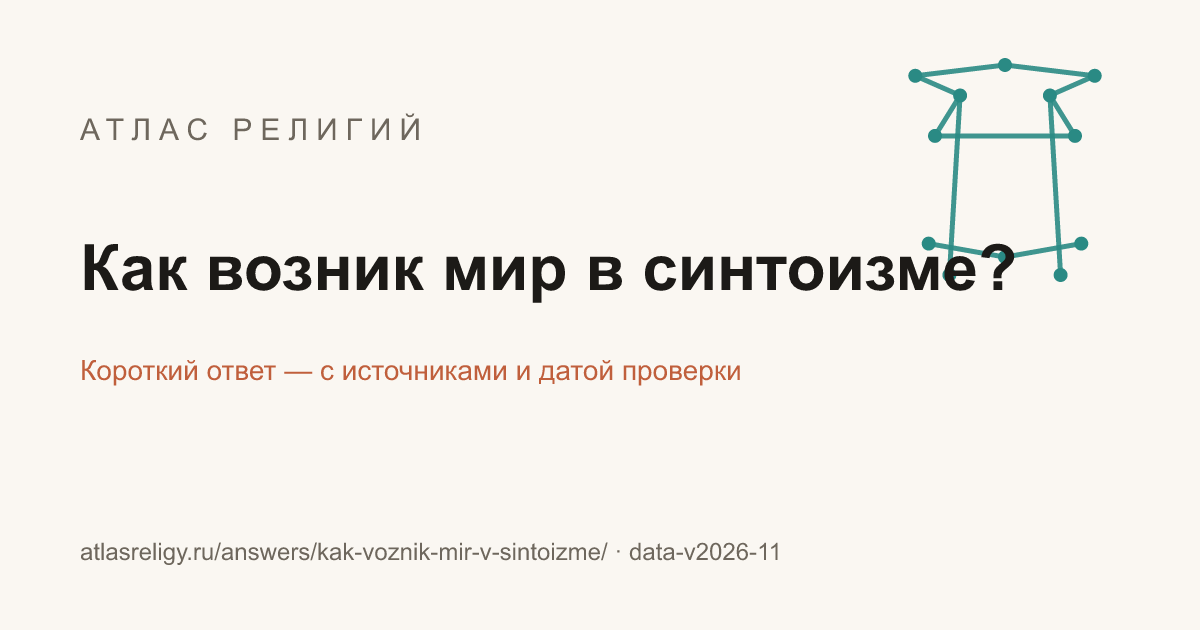 АТЛАС РЕЛИГИЙ
Как возник мир в синтоизме?
Короткий ответ — с источниками и датой проверки
atlasreligy.ru/answers/kak-voznik-mir-v-sintoizme/ · data-v2026-11